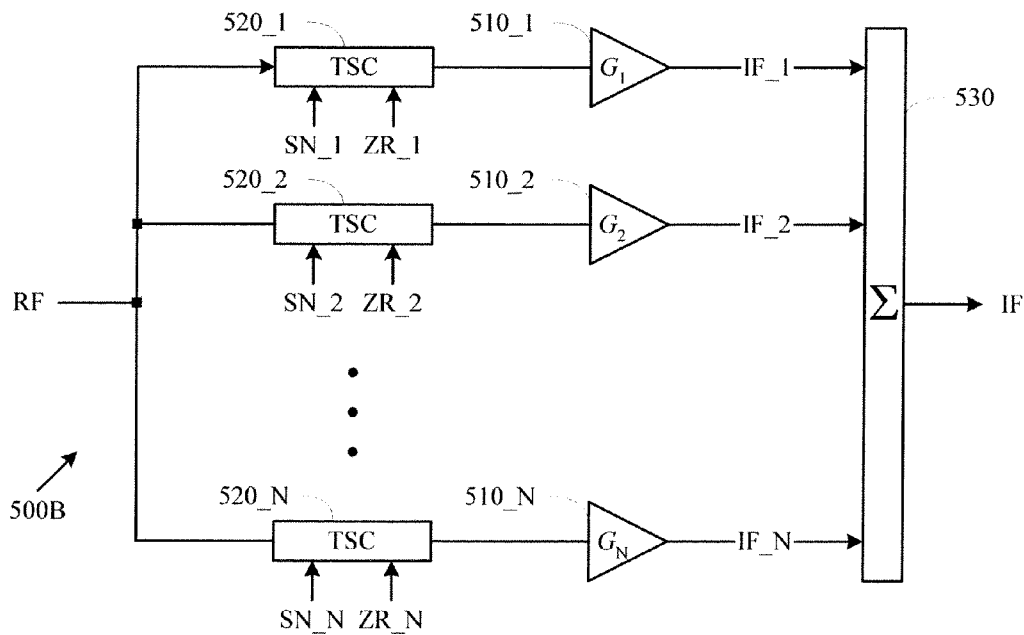 520_1 510_1
TSC G1 IF_1
530
SN_1 ZR_1
520_2 510_2
TSC G2 IF_2
SN_2 ZR_2
RF Σ IF
520_N 510_N
500B
TSC GN IF_N
SN_N ZR_N